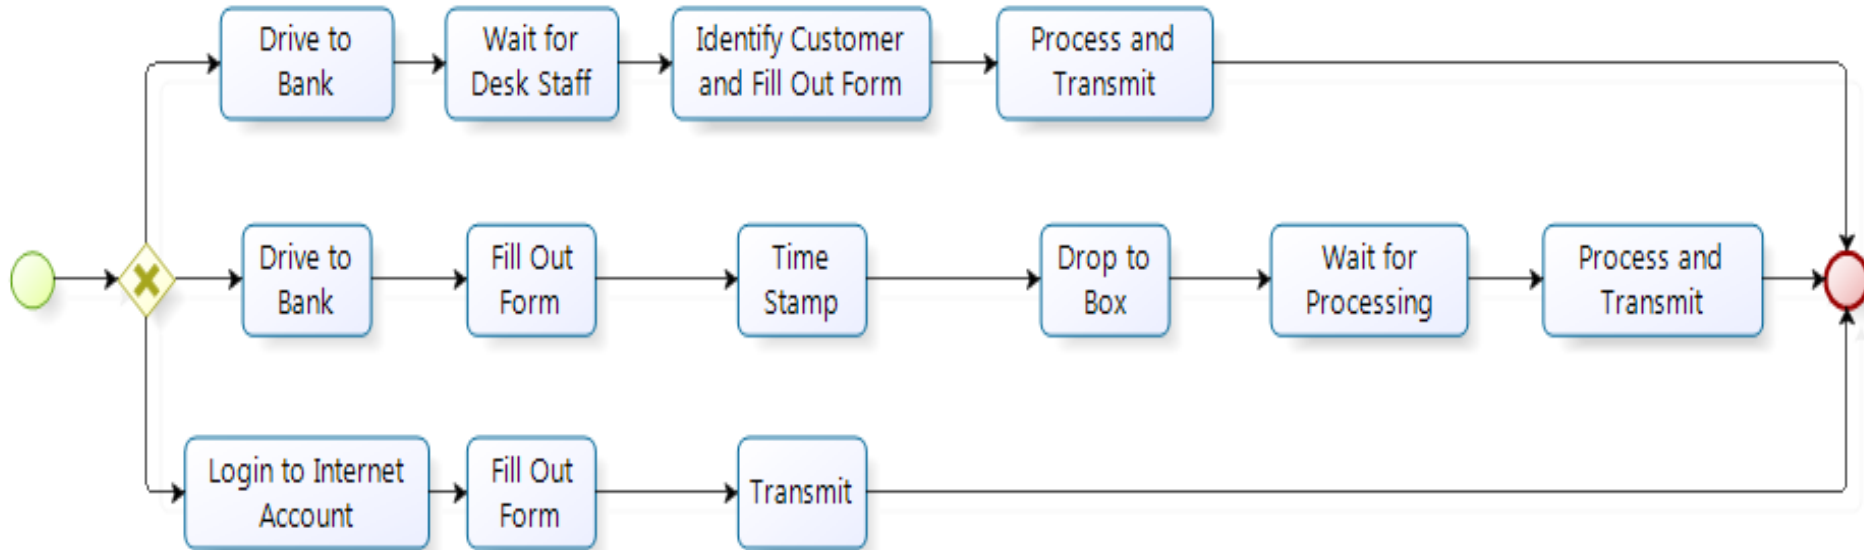 Drive to
Bank
Wait for
Desk Staff
Identify Customer
and Fill Out Form
Process and
Transmit
Drive to
Bank
Fill Out
Form
Time
Stamp
Drop to
Box
Wait for
Processing
Process and
Transmit
Login to Internet
Account
Fill Out
Form
Transmit